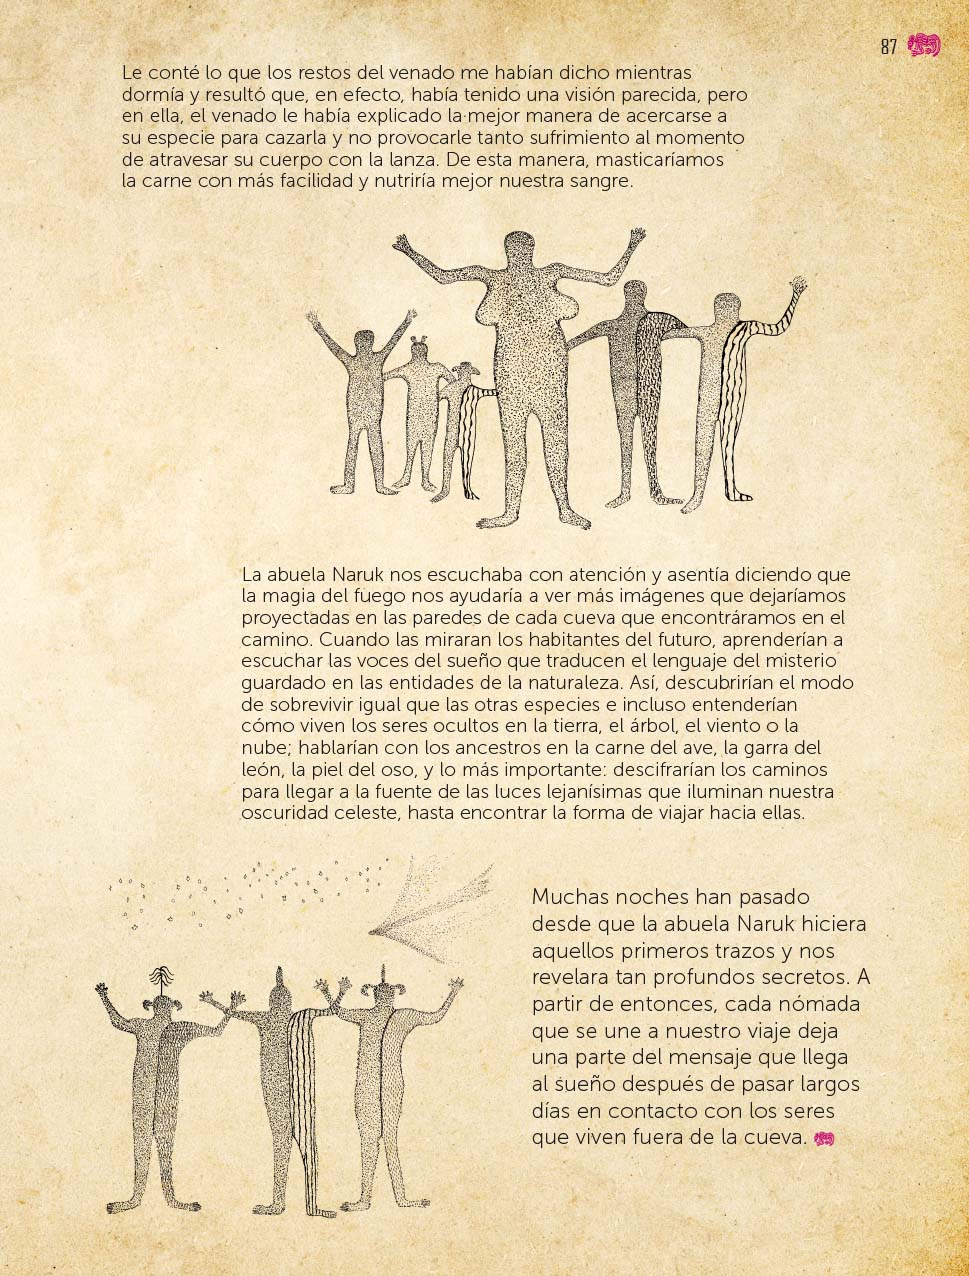 87
Le conté lo que los restos del venado me habían dicho mientras
dormía y resultó que, en efecto, había tenido una visión parecida, pero
en ella, el venado le había explicado la mejor manera de acercarse a
su especie para cazarla y no provocarle tanto sufrimiento al momento
de atravesar su cuerpo con la lanza. De esta manera, masticaríamos
la carne con más facilidad y nutriría mejor nuestra sangre.
La abuela Naruk nos escuchaba con atención y asentía diciendo que
la magia del fuego nos ayudaría a ver más imágenes que dejaríamos
proyectadas en las paredes de cada cueva que encontráramos en el
camino. Cuando las miraran los habitantes del futuro, aprenderían a
escuchar las voces del sueño que traducen el lenguaje del misterio
guardado en las entidades de la naturaleza. Así, descubrirían el modo
de sobrevivir igual que las otras especies e incluso entenderían
cómo viven los seres ocultos en la tierra, el árbol, el viento o la
nube; hablarían con los ancestros en la carne del ave, la garra del
león, la piel del oso, y lo más importante: descifrarían los caminos
para llegar a la fuente de las luces lejanísimas que iluminan nuestra
oscuridad celeste, hasta encontrar la forma de viajar hacia ellas.
Muchas noches han pasado
desde que la abuela Naruk hiciera
aquellos primeros trazos y nos
revelara tan profundos secretos. A
partir de entonces, cada nómada
que se une a nuestro viaje deja
una parte del mensaje que llega
al sueño después de pasar largos
días en contacto con los seres
que viven fuera de la cueva.